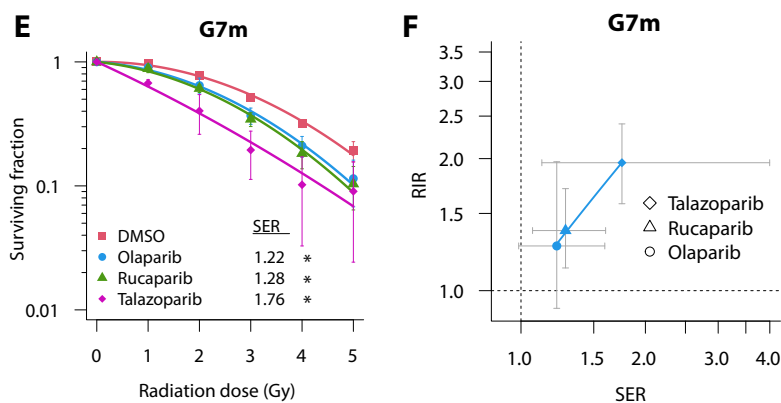 E
G7m
Surviving fraction
1
0.1
0.01
SER
DMSO
Olaparib 1.22 *
Rucaparib 1.28 *
Talazoparib 1.76 *
0 1 2 3 4 5
Radiation dose (Gy)
F
G7m
RIR
3.5
3.0
2.5
2.0
1.5
1.0
Talazoparib
Rucaparib
Olaparib
1.0 1.5 2.0 3.0 4.0
SER